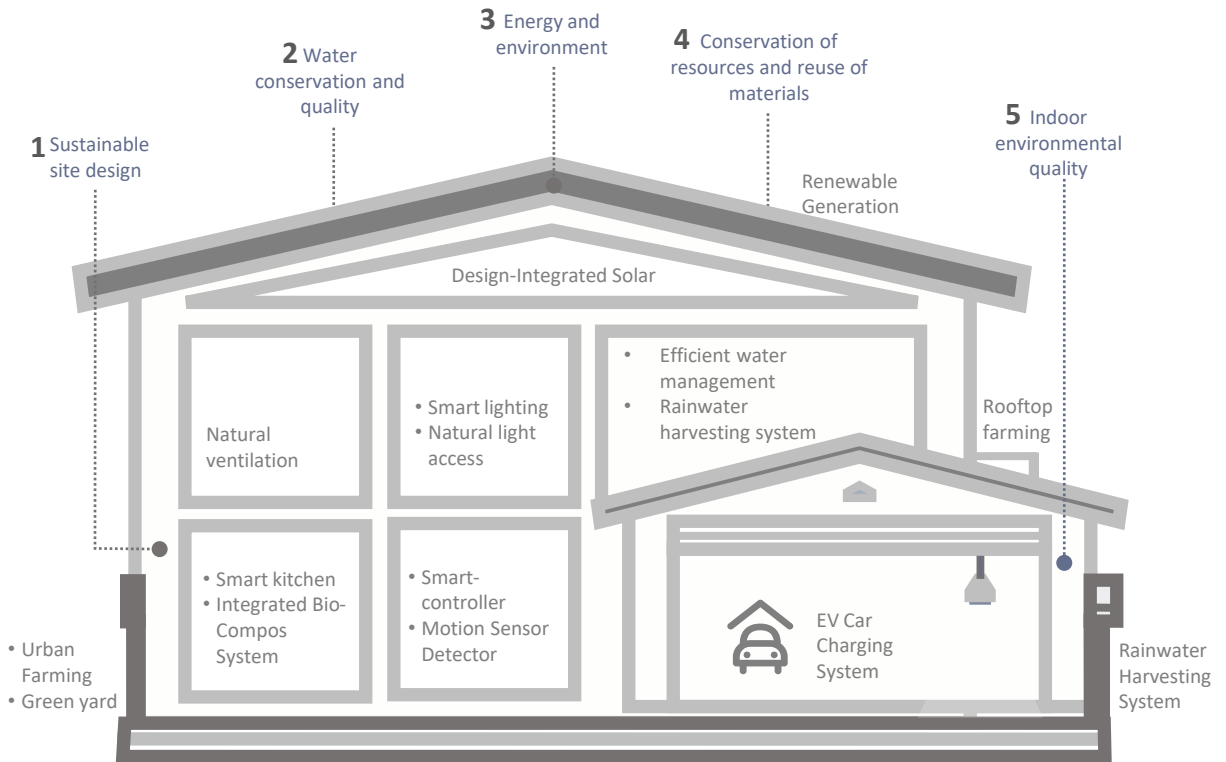 3 Energy and
environment
4 Conservation of
resources and reuse of
materials
2 Water
conservation and
quality
5 Indoor
environmental
quality
1 Sustainable
site design
Renewable
Generation
Design-Integrated Solar
• Efficient water
management
• Rainwater
harvesting system
• Smart lighting
• Natural light
access
Natural
ventilation
Rooftop
farming
• Smart kitchen
• Integrated Bio-
Compos
System
• Smart-
controller
• Motion Sensor
Detector
EV Car
Charging
System
• Urban
Farming
• Green yard
Rainwater
Harvesting
System